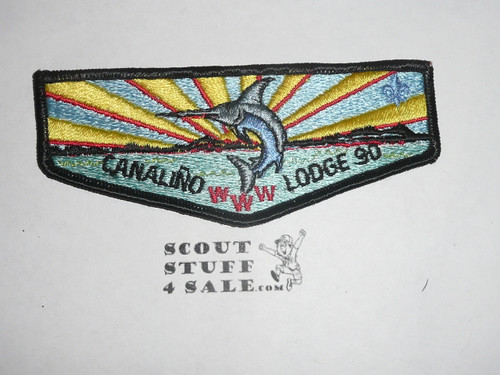 CANALIÑO WWW LODGE 90
SCOUT
STUFF
4 SALE.COM